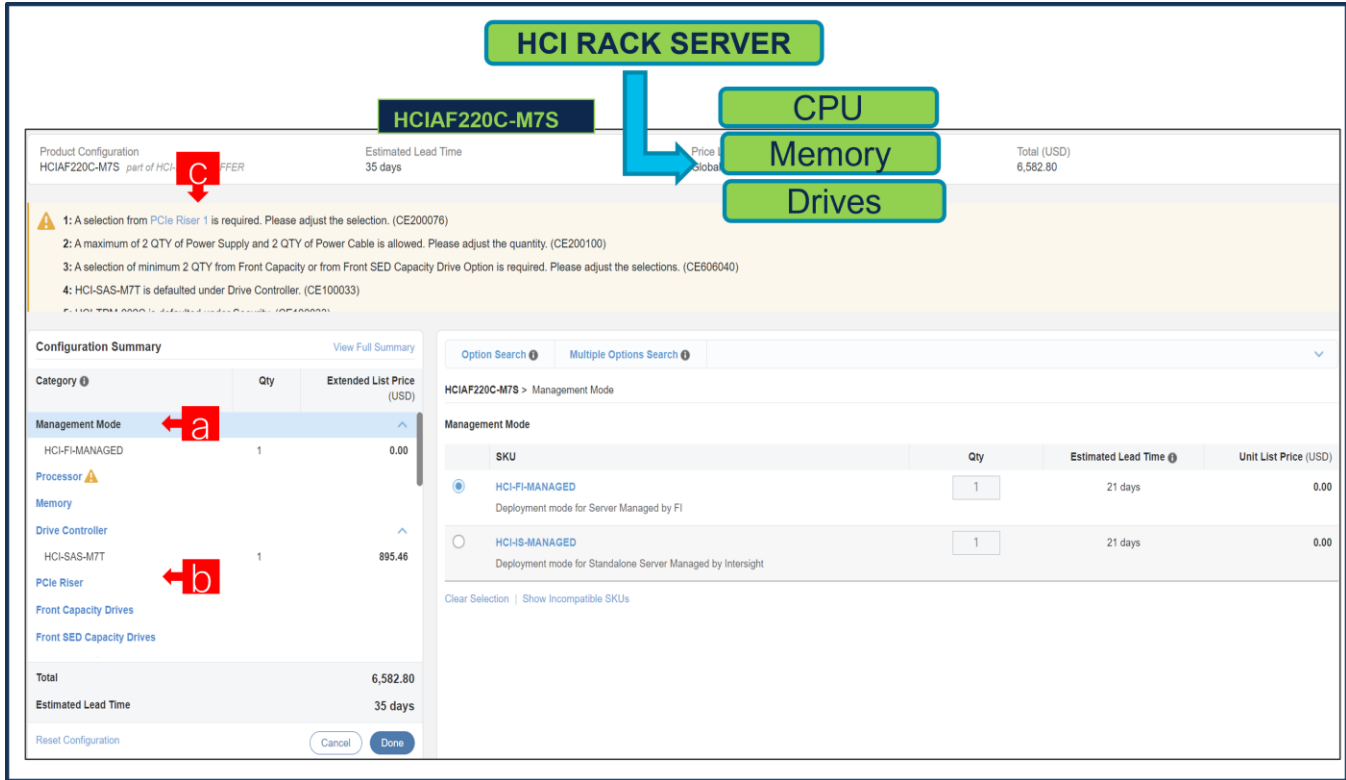 HCI RACK SERVER
HCIAF220C-M7S
CPU
Memory
Drives
Product Configuration
HCIAF220C-M7S part of HCI- FFER
Estimated Lead Time
35 days
Price L
Global
Total (USD)
6,582.80
c
1: A selection from PCIe Riser 1 is required. Please adjust the selection. (CE200076)
2: A maximum of 2 QTY of Power Supply and 2 QTY of Power Cable is allowed. Please adjust the quantity. (CE200100)
3: A selection of minimum 2 QTY from Front Capacity or from Front SED Capacity Drive Option is required. Please adjust the selections. (CE606040)
4: HCI-SAS-M7T is defaulted under Drive Controller. (CE100033)
Configuration Summary View Full Summary
Category Qty Extended List Price
(USD)
Management Mode
a
HCI-FI-MANAGED 1 0.00
Processor
Memory
Drive Controller
HCI-SAS-M7T 1 895.46
PCIe Riser
b
Front Capacity Drives
Front SED Capacity Drives
Total 6,582.80
Estimated Lead Time 35 days
Reset Configuration Cancel Done
Option Search Multiple Options Search
HCIAF220C-M7S > Management Mode
Management Mode
SKU Qty Estimated Lead Time Unit List Price (USD)
HCI-FI-MANAGED 1 21 days 0.00
Deployment mode for Server Managed by FI
HCI-IS-MANAGED 1 21 days 0.00
Deployment mode for Standalone Server Managed by Intersight
Clear Selection | Show Incompatible SKUs